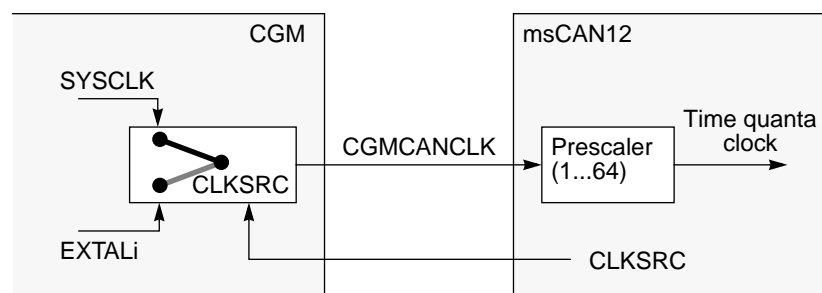 CGM
msCAN12
SYSCLK
Time quanta
clock
CGMCANCLK
Prescaler
(1...64)
CLKSRC
EXTALi
CLKSRC